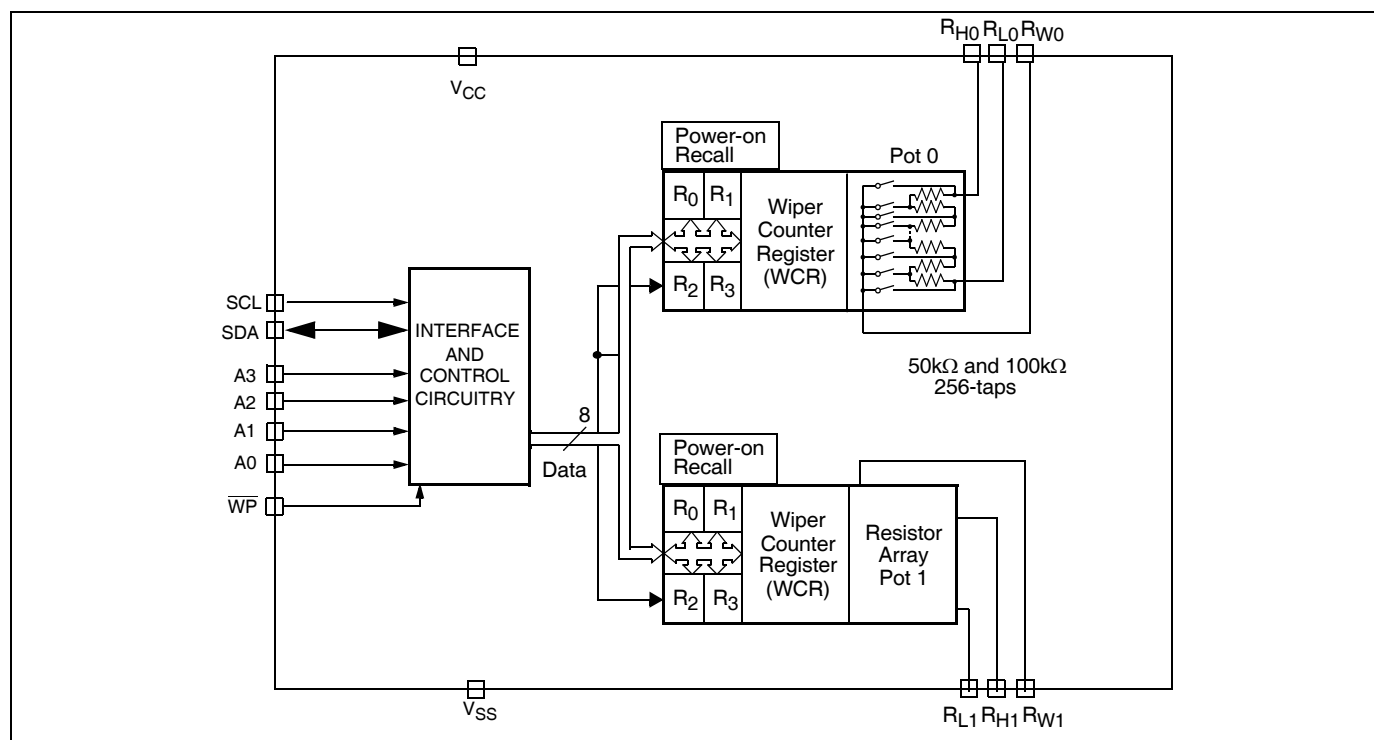 RH0 RL0 RW0
VCC
Power-on
Recall
Pot 0
R0 R1
Wiper
Counter
Register
(WCR)
R2 R3
SCL
SDA
A3
A2
A1
A0
WP
INTERFACE
AND
CONTROL
CIRCUITRY
50kΩ and 100kΩ
256-taps
8
Data
Power-on
Recall
R0 R1
Wiper
Counter
Register
(WCR)
Resistor
Array
Pot 1
R2 R3
VSS
RL1 RH1 RW1